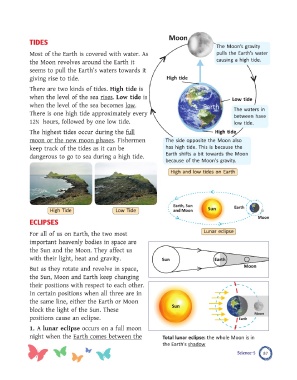 TIDES
Most of the Earth is covered with water. As
the Moon revolves around the Earth it
seems to pull the Earth's waters towards it
giving rise to tide.
There are two kinds of tides. High tide is
when the level of the sea rises. Low tide is
when the level of the sea becomes low.
There is one high tide approximately every
12½ hours, followed by one low tide.
The highest tides occur during the full
moon or the new moon phases. Fishermen
keep track of the tides as it can be
dangerous to go to sea during a high tide.
High Tide
Low Tide
ECLIPSES
For all of us on Earth, the two most
important heavenly bodies in space are
the Sun and the Moon. They affect us
with their light, heat and gravity.
But as they rotate and revolve in space,
the Sun, Moon and Earth keep changing
their positions with respect to each other.
In certain positions when all three are in
the same line, either the Earth or Moon
block the light of the Sun. These
positions cause an eclipse.
1. A lunar eclipse occurs on a full moon
night when the Earth comes between the
Moon
The Moon's gravity
pulls the Earth's water
causing a high tide.
High tide
Earth
Low tide
The waters in
between have
low tide.
High tide
The side opposite the Moon also
has high tide. This is because the
Earth shifts a bit towards the Moon
because of the Moon's gravity.
High and low tides on Earth
Earth, Sun
and Moon
Sun
Earth
Moon
Lunar eclipse
Sun
Earth
Moon
Sun
Moon
Earth
Total lunar eclipse: the whole Moon is in
the Earth's shadow
Science-5
57